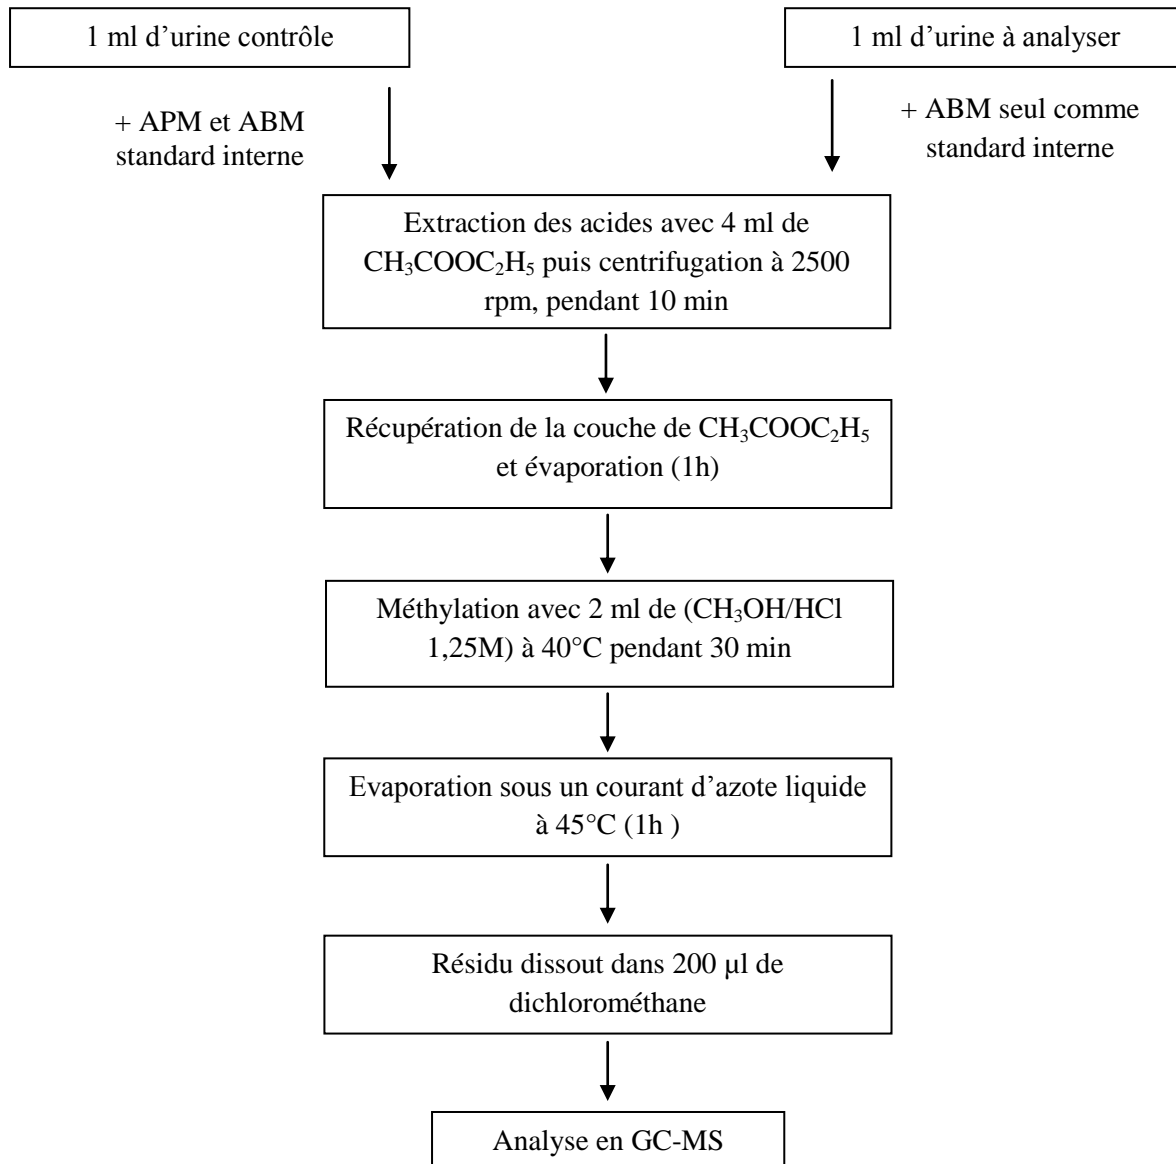 1 ml d’urine contrôle
1 ml d’urine à analyser
+ APM et ABM
standard interne
+ ABM seul comme
standard interne
Extraction des acides avec 4 ml de
CH₃COOC₂H₅ puis centrifugation à 2500
rpm, pendant 10 min
Récupération de la couche de CH₃COOC₂H₅
et évaporation (1h)
Méthylation avec 2 ml de (CH₃OH/HCl
1,25M) à 40°C pendant 30 min
Evaporation sous un courant d’azote liquide
à 45°C (1h )
Résidu dissout dans 200 µl de
dichlorométhane
Analyse en GC-MS